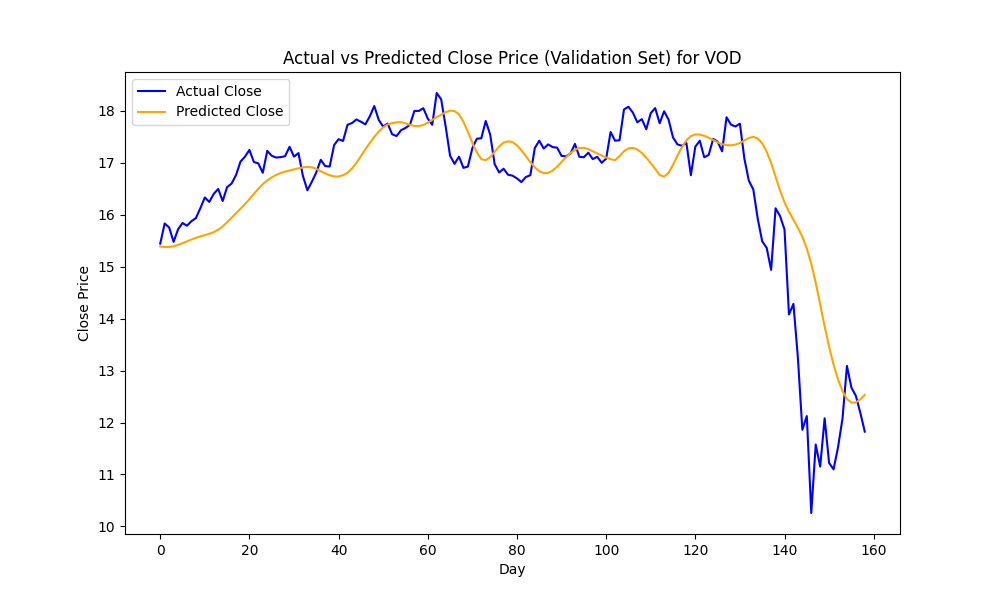 Actual vs Predicted Close Price (Validation Set) for VOD
Actual Close
Predicted Close
Close Price
18
17
16
15
14
13
12
11
10
0 20 40 60 80 100 120 140 160
Day